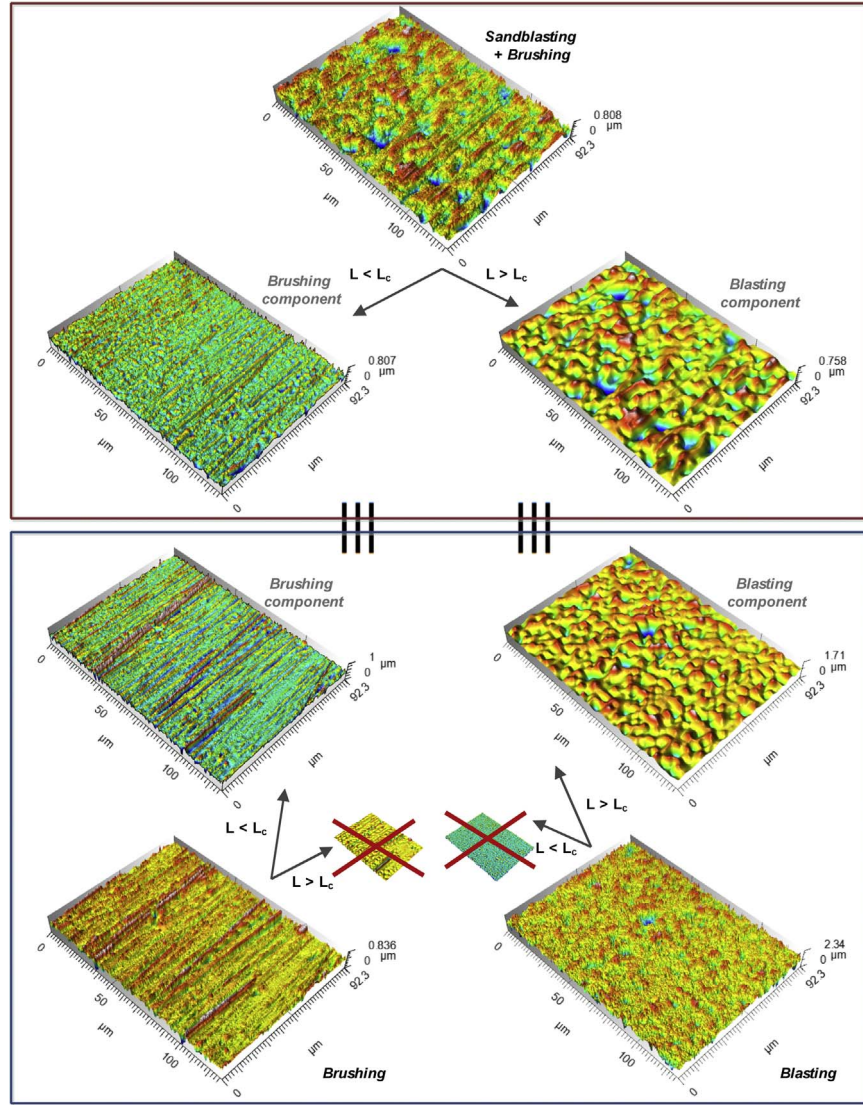 Sandblasting
+ Brushing
0.808
0 µm
92.3
0
50
µm
100
0
µm
L < Lc
L > Lc
Brushing
component
0.807
µm
0
92.3
0
50
µm
100
0
µm
Blasting
component
0.758
µm
0
92.3
0
50
µm
100
0
µm
Brushing
component
1
µm
0
92.3
0
50
µm
100
0
µm
Blasting
component
1.71
µm
0
92.3
0
50
µm
100
0
µm
L < Lc
L > Lc
L > Lc
L < Lc
0.836
µm
0
92.3
0
50
µm
100
0
µm
Brushing
2.34
µm
0
92.3
0
50
µm
100
0
µm
Blasting